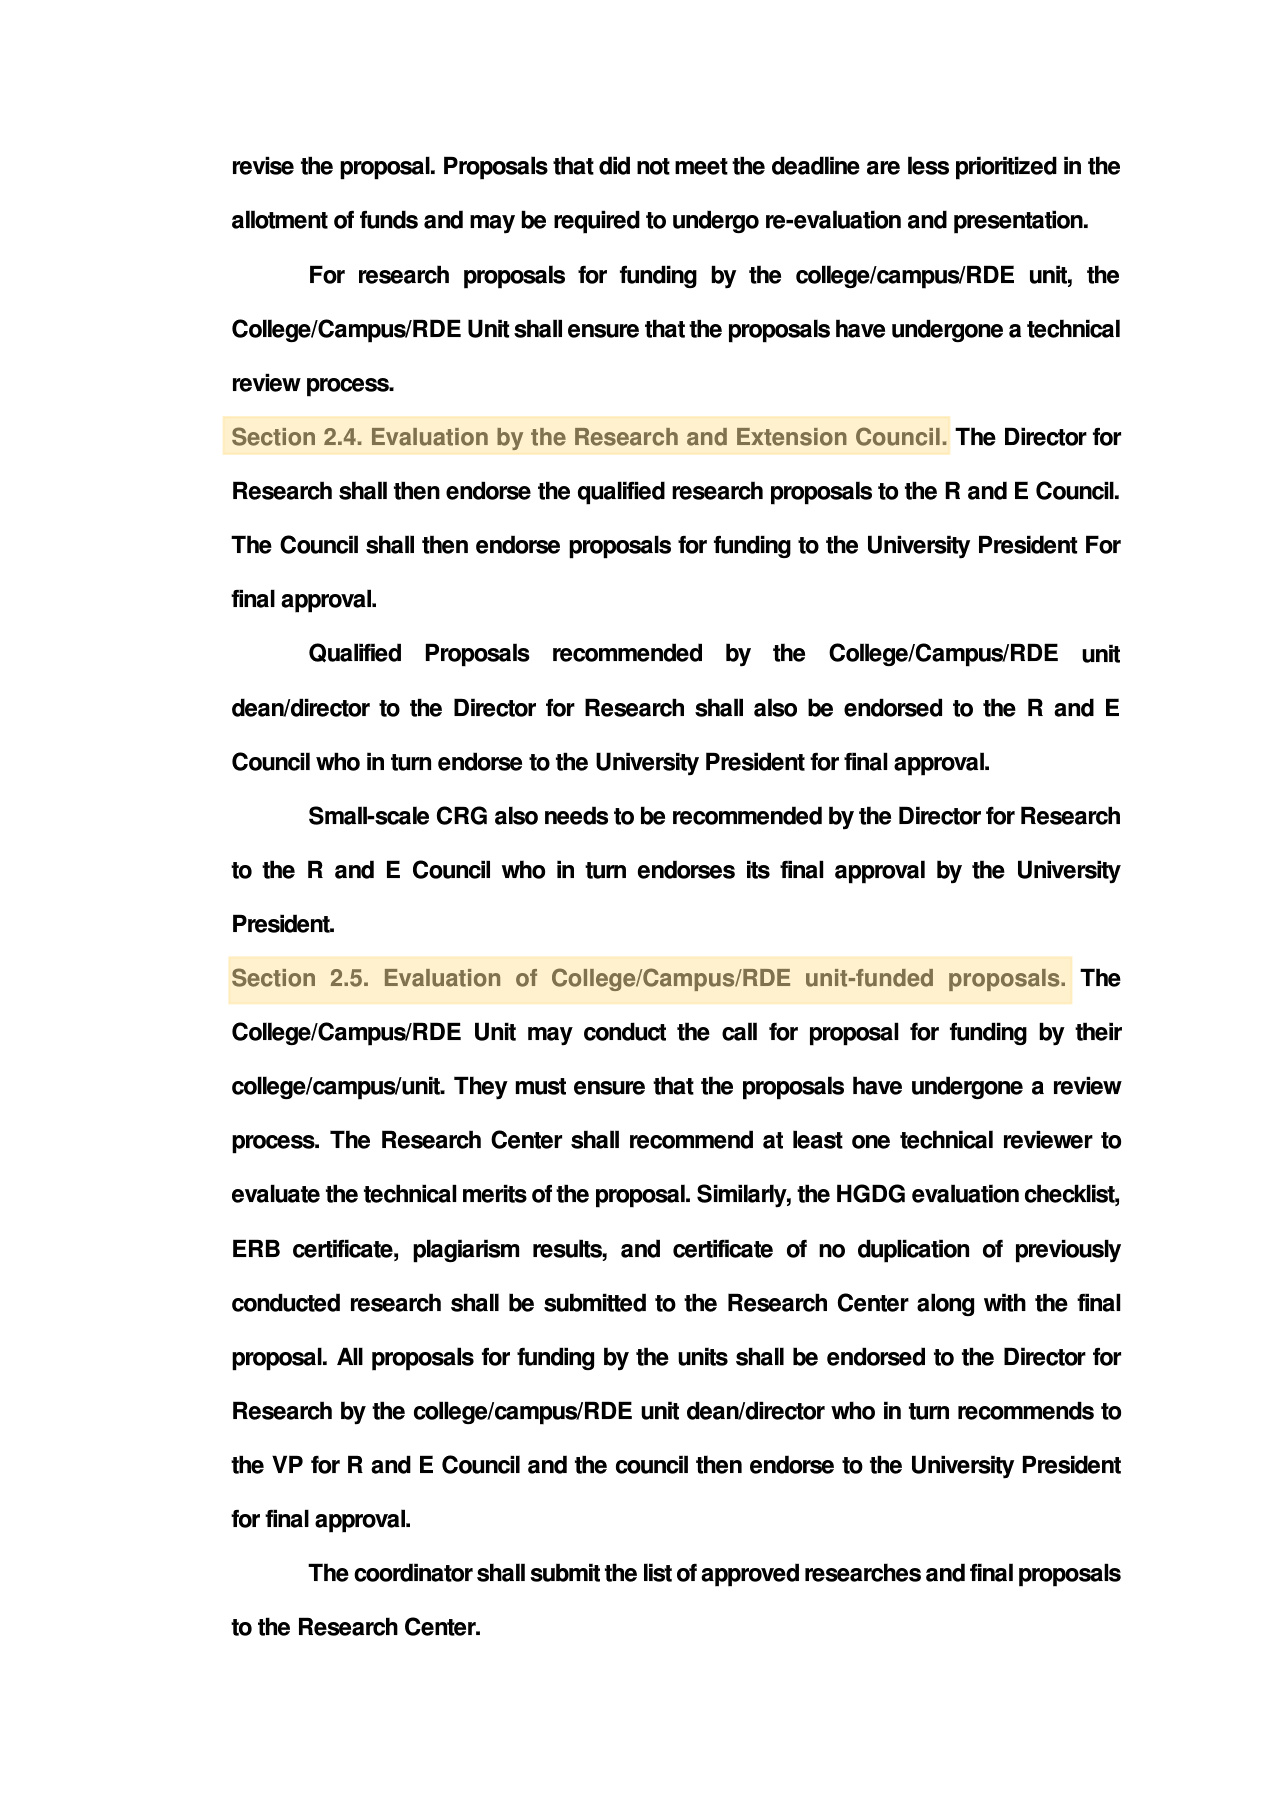 revise the proposal. Proposals that did not meet the deadline are less prioritized in the
allotment of funds and may be required to undergo re-evaluation and presentation.
For research proposals for funding by the college/campus/RDE unit, the
College/Campus/RDE Unit shall ensure that the proposals have undergone a technical
review process.
Section 2.4. Evaluation by the Research and Extension Council. The Director for
Research shall then endorse the qualified research proposals to the R and E Council.
The Council shall then endorse proposals for funding to the University President For
final approval.
Qualified Proposals recommended by the College/Campus/RDE unit
dean/director to the Director for Research shall also be endorsed to the R and E
Council who in turn endorse to the University President for final approval.
Small-scale CRG also needs to be recommended by the Director for Research
to the R and E Council who in turn endorses its final approval by the University
President.
Section 2.5. Evaluation of College/Campus/RDE unit-funded proposals. The
College/Campus/RDE Unit may conduct the call for proposal for funding by their
college/campus/unit. They must ensure that the proposals have undergone a review
process. The Research Center shall recommend at least one technical reviewer to
evaluate the technical merits of the proposal. Similarly, the HGDG evaluation checklist,
ERB certificate, plagiarism results, and certificate of no duplication of previously
conducted research shall be submitted to the Research Center along with the final
proposal. All proposals for funding by the units shall be endorsed to the Director for
Research by the college/campus/RDE unit dean/director who in turn recommends to
the VP for R and E Council and the council then endorse to the University President
for final approval.
The coordinator shall submit the list of approved researches and final proposals
to the Research Center.